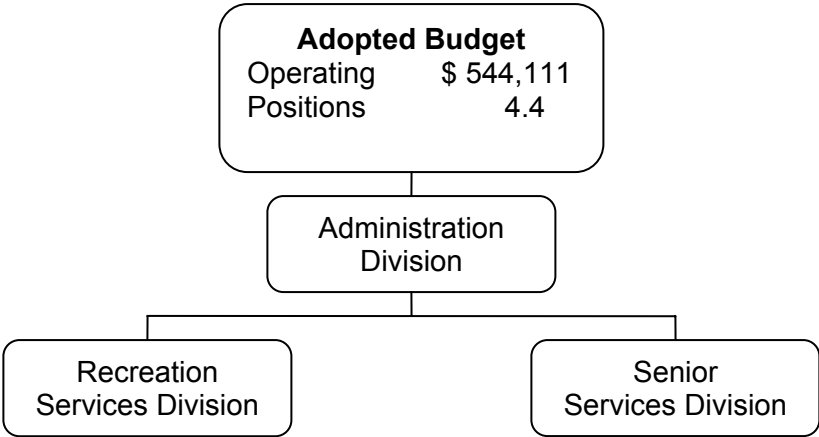 Adopted Budget
Operating $ 544,111
Positions 4.4
Administration
Division
Recreation
Services Division
Senior
Services Division